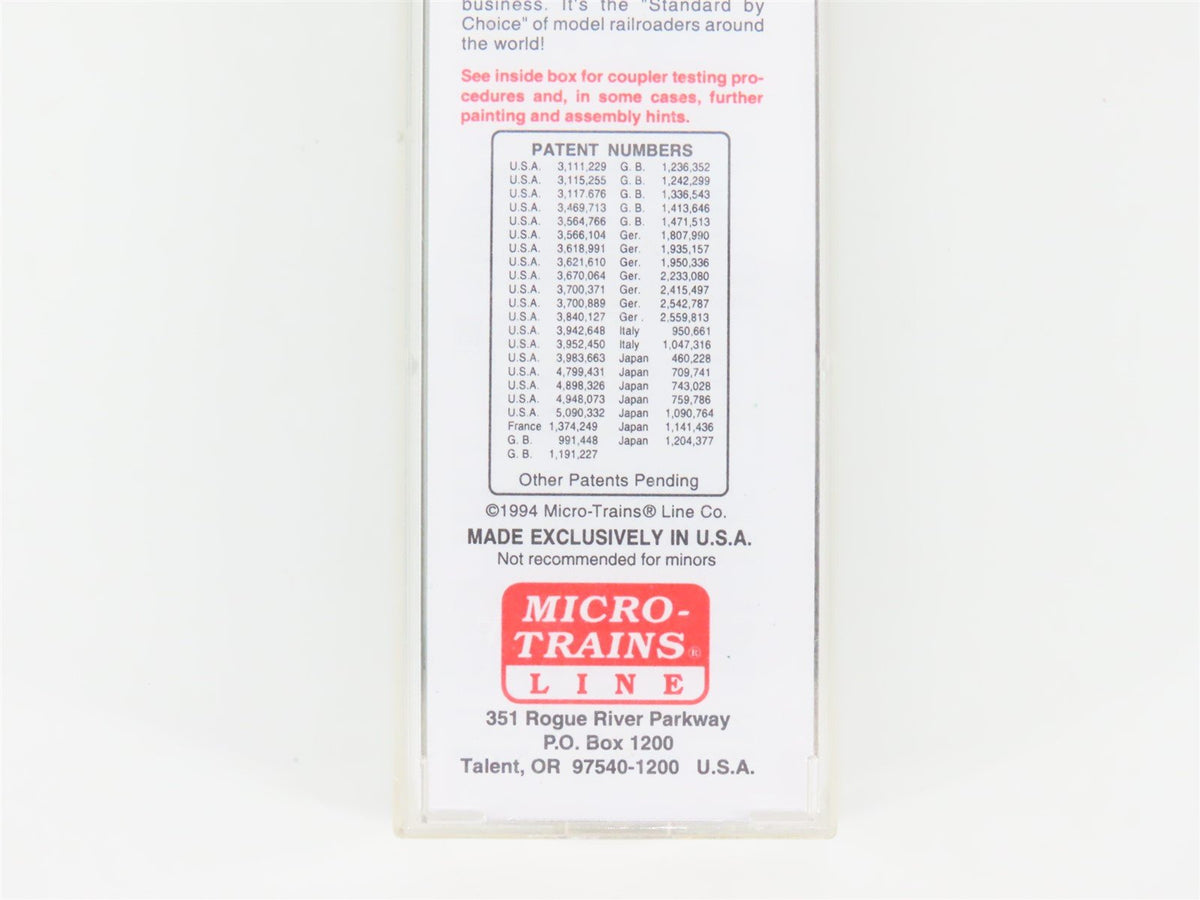 business. It's the "Standard by
Choice" of model railroaders around
the world!
See inside box for coupler testing pro-
cedures and, in some cases, further
painting and assembly hints.
PATENT NUMBERS
U.S.A. 3,111,229 G. B. 1,236,352
U.S.A. 3,115,255 G. B. 1,242,299
U.S.A. 3,117.676 G. B. 1,336,543
U.S.A. 3,469,713 G. B. 1,413,646
U.S.A. 3,564,766 G. B. 1,471,513
U.S.A. 3,566,104 Ger. 1,807,990
U.S.A. 3,618,991 Ger. 1,935,157
U.S.A. 3,621,610 Ger. 1,950,336
U.S.A. 3,670,064 Ger. 2,233,080
U.S.A. 3,700,371 Ger. 2,415,497
U.S.A. 3,700,889 Ger. 2,542,787
U.S.A. 3,840,127 Ger . 2,559,813
U.S.A. 3,942,648 Italy 950,661
U.S.A. 3,952,450 Italy 1,047,316
U.S.A. 3,983,663 Japan 460,228
U.S.A. 4,799,431 Japan 709,741
U.S.A. 4,898,326 Japan 743,028
U.S.A. 4,948,073 Japan 759,786
U.S.A. 5,090,332 Japan 1,090,764
France 1,374,249 Japan 1,141,436
G. B. 991,448 Japan 1,204,377
G. B. 1,191,227
Other Patents Pending
©1994 Micro-Trains® Line Co.
MADE EXCLUSIVELY IN U.S.A.
Not recommended for minors
MICRO-
TRAINS®
LINE
351 Rogue River Parkway
P.O. Box 1200
Talent, OR 97540-1200 U.S.A.